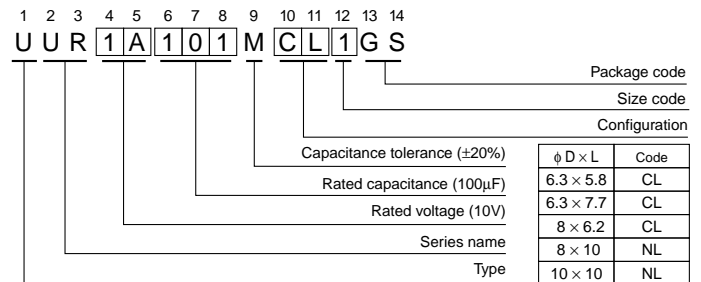 1 2 3 4 5 6 7 8 9 10 11 12 13 14
U U R 1 A 1 0 1 M C L 1 G S
Package code
Size code
Configuration
Capacitance tolerance (±20%)
Rated capacitance (100µF)
Rated voltage (10V)
Series name
Type
ϕ D × L Code
6.3 × 5.8 CL
6.3 × 7.7 CL
8 × 6.2 CL
8 × 10 NL
10 × 10 NL